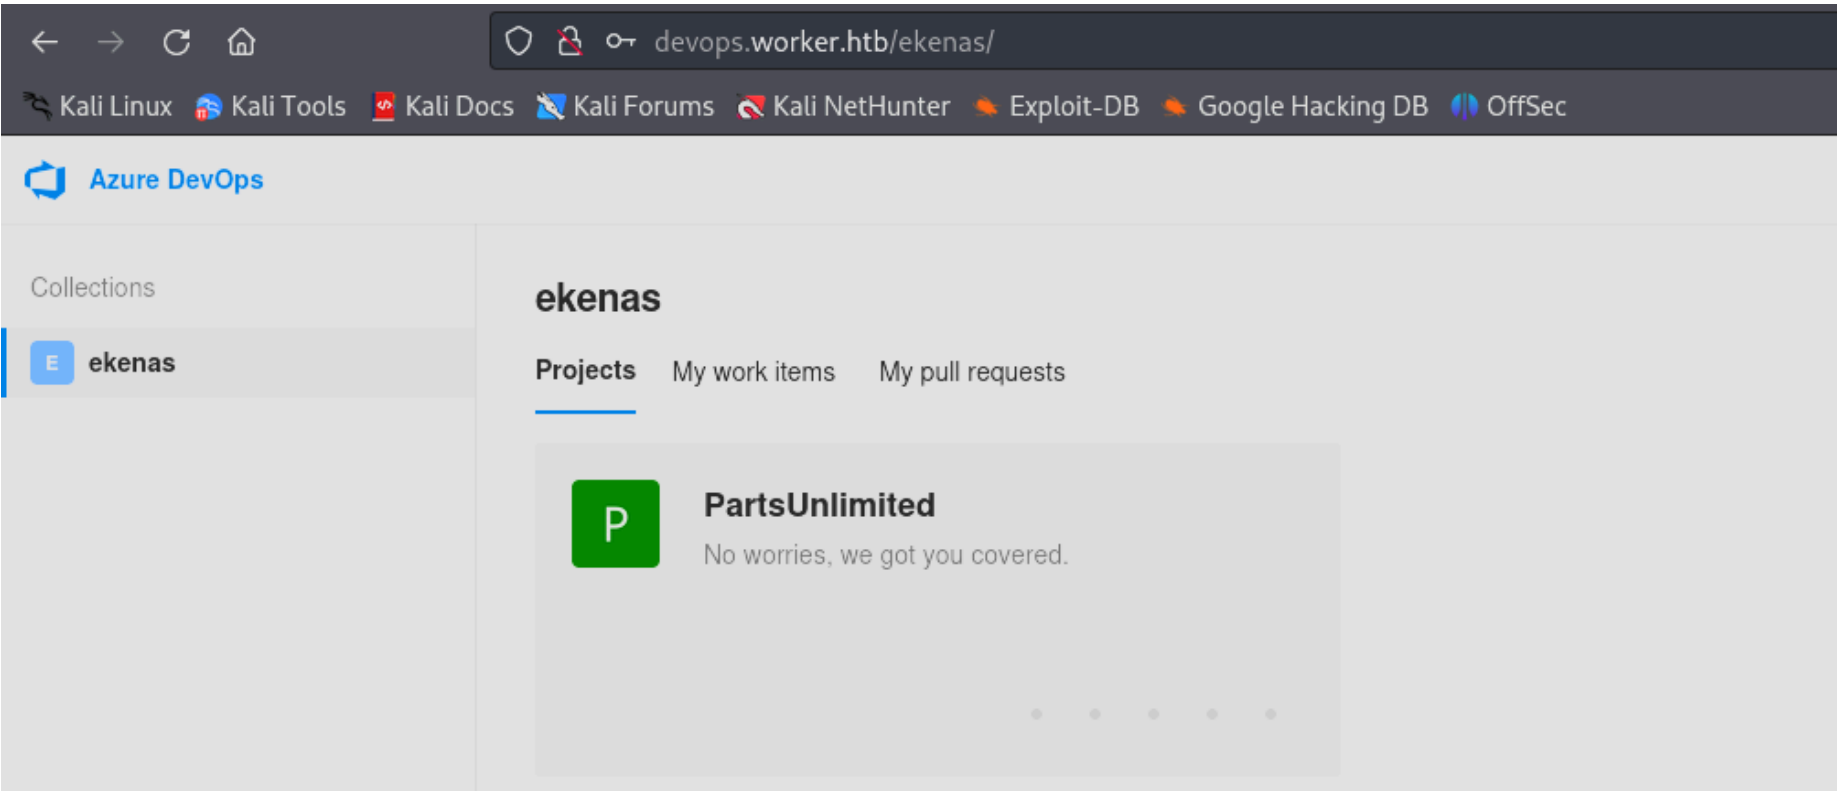 devops.worker.htb/ekenas/
Kali Linux Kali Tools Kali Docs Kali Forums Kali NetHunter Exploit-DB Google Hacking DB OffSec
Azure DevOps
Collections
E ekenas
ekenas
Projects My work items My pull requests
P
PartsUnlimited
No worries, we got you covered.